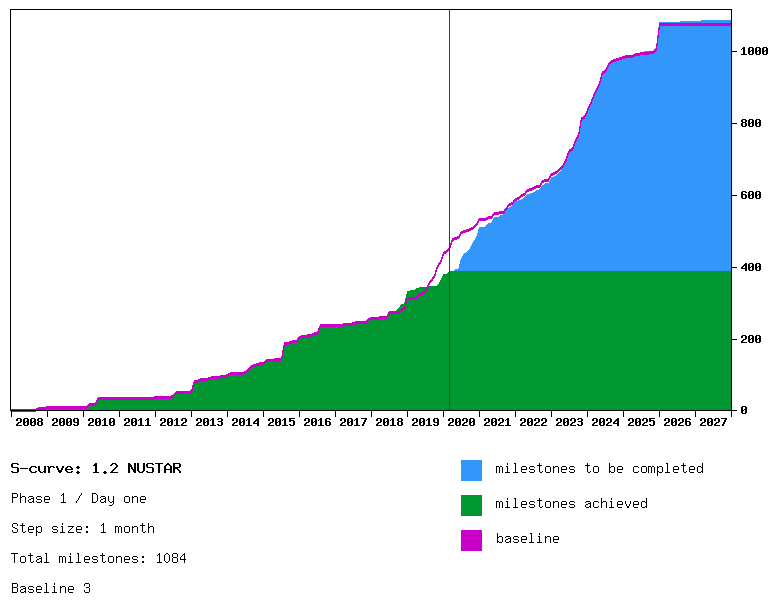 1000
800
600
400
200
0
2008 2009 2010 2011 2012 2013 2014 2015 2016 2017 2018 2019 2020 2021 2022 2023 2024 2025 2026 2027
S-curve: 1.2 NUSTAR
Phase 1 / Day one
Step size: 1 month
Total milestones: 1084
Baseline 3
milestones to be completed
milestones achieved
baseline